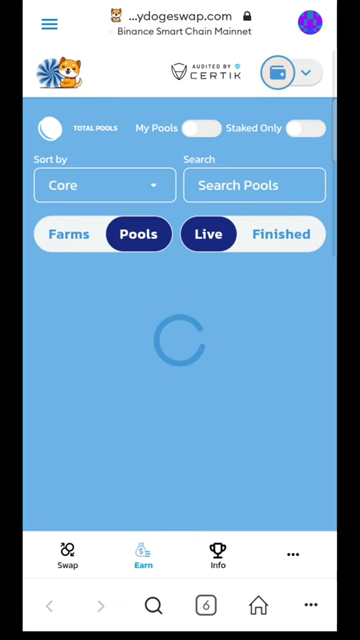 ...ydogeswap.com
Binance Smart Chain Mainnet
AUDITED BY
CERTIK
TOTAL POOLS
My Pools
Staked Only
Sort by
Search
Core
Search Pools
Farms
Pools
Live
Finished
Swap
Earn
Info
6